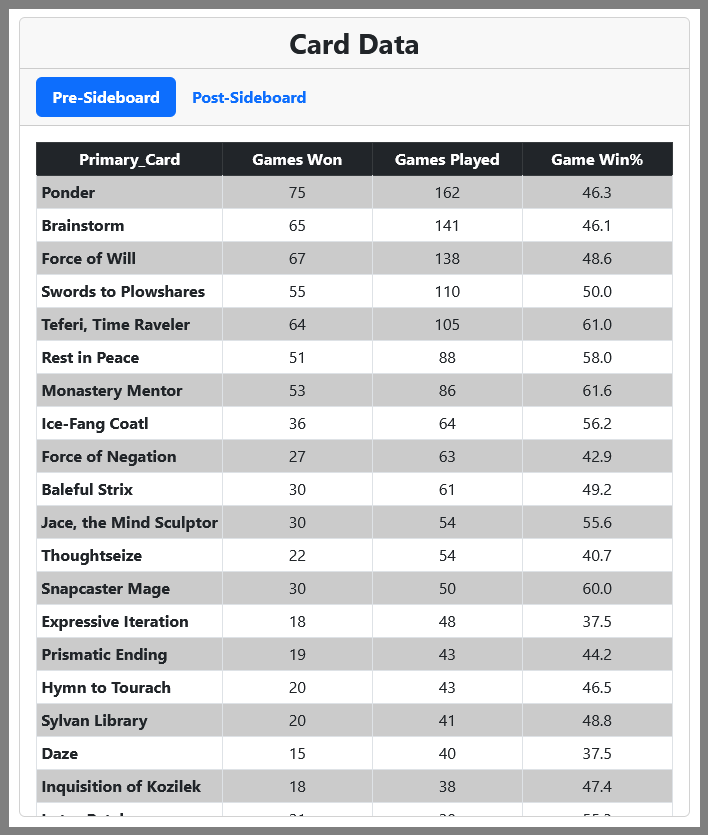 Card Data
Pre-Sideboard Post-Sideboard
Primary_Card Games Won Games Played Game Win%
Ponder 75 162 46.3
Brainstorm 65 141 46.1
Force of Will 67 138 48.6
Swords to Plowshares 55 110 50.0
Teferi, Time Raveler 64 105 61.0
Rest in Peace 51 88 58.0
Monastery Mentor 53 86 61.6
Ice-Fang Coatl 36 64 56.2
Force of Negation 27 63 42.9
Baleful Strix 30 61 49.2
Jace, the Mind Sculptor 30 54 55.6
Thoughtseize 22 54 40.7
Snapcaster Mage 30 50 60.0
Expressive Iteration 18 48 37.5
Prismatic Ending 19 43 44.2
Hymn to Tourach 20 43 46.5
Sylvan Library 20 41 48.8
Daze 15 40 37.5
Inquisition of Kozilek 18 38 47.4